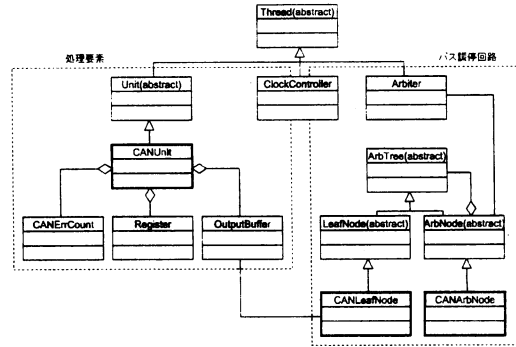 Thread(abstract)
処理要素
バス調停回路
Unit(abstract)
ClockController
Arbiter
CANUnit
ArbTree(abstract)
CANErrCount
Register
OutputBuffer
LeafNode(abstract)
ArbNode(abstract)
CANLeafNode
CANArbNode